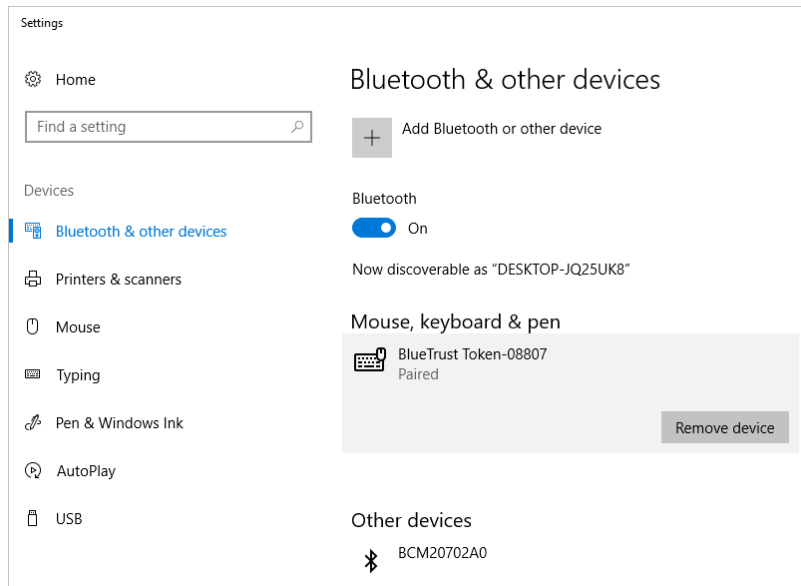 Settings
Home
Find a setting
Devices
Bluetooth & other devices
Printers & scanners
Mouse
Typing
Pen & Windows Ink
AutoPlay
USB
Bluetooth & other devices
Add Bluetooth or other device
Bluetooth
On
Now discoverable as “DESKTOP-JQ25UK8”
Mouse, keyboard & pen
BlueTrust Token-08807
Paired
Remove device
Other devices
BCM20702A0